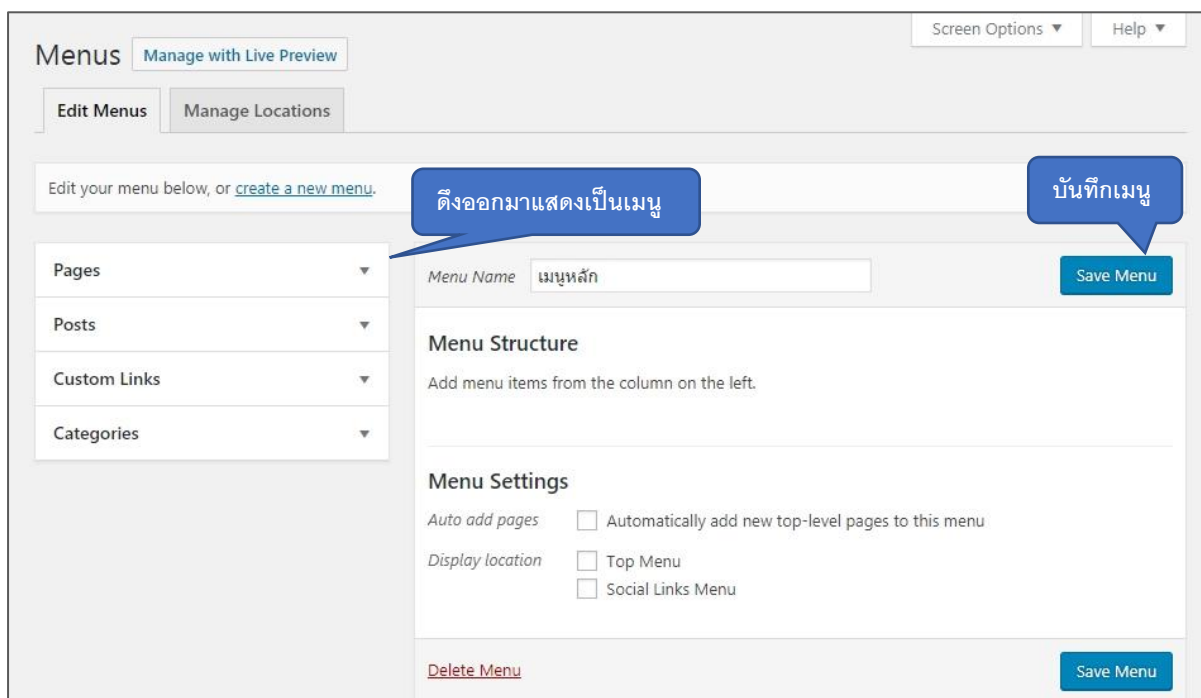 Screen Options ▼ Help ▼
Menus Manage with Live Preview
Edit Menus Manage Locations
Edit your menu below, or create a new menu.
ดึงออกมาแสดงเป็นเมนู
บันทึกเมนู
Pages ▼
Posts ▼
Custom Links ▼
Categories ▼
Menu Name เมนูหลัก Save Menu
Menu Structure
Add menu items from the column on the left.
Menu Settings
Auto add pages Automatically add new top-level pages to this menu
Display location Top Menu
Social Links Menu
Delete Menu Save Menu